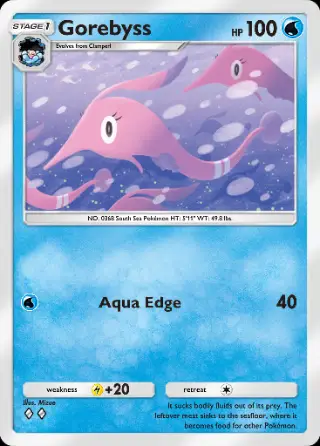 STAGE 1 Gorebyss HP 100
Evolves from Clamperl
NO. 0368 South Sea Pokémon HT: 5'11" WT: 49.8 lbs.
Aqua Edge 40
weakness +20 retreat
Illus. Mizue
It sucks bodily fluids out of its prey. The
leftover meat sinks to the seafloor, where it
becomes food for other Pokémon.